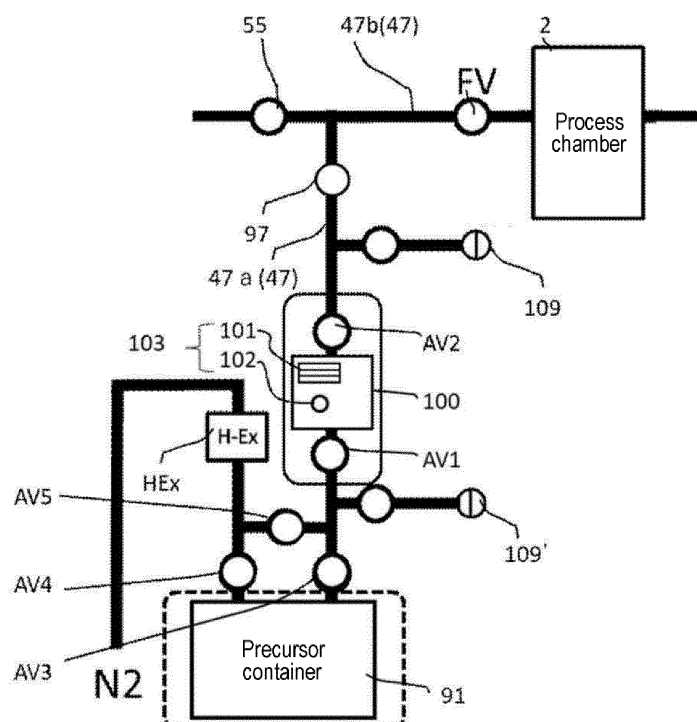 55
47b(47)
2
FV
Process
chamber
97
47 a (47)
109
103
101
102
AV2
100
H-Ex
HEx
AV1
AV5
109'
AV4
AV3
N2
Precursor
container
91